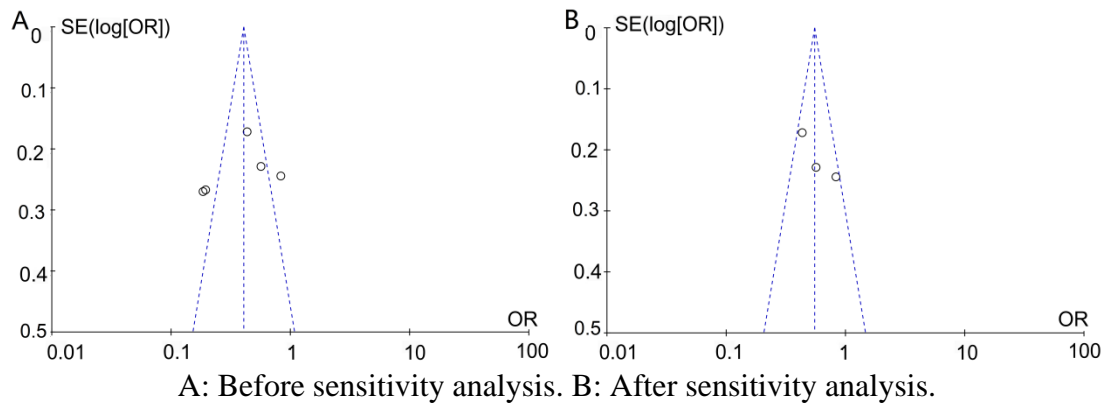 A
0 SE(log[OR])
0.1
0.2
0.3
0.4
0.5
OR
0.01 0.1 1 10 100
B
0 SE(log[OR])
0.1
0.2
0.3
0.4
0.5
OR
0.01 0.1 1 10 100
A: Before sensitivity analysis. B: After sensitivity analysis.